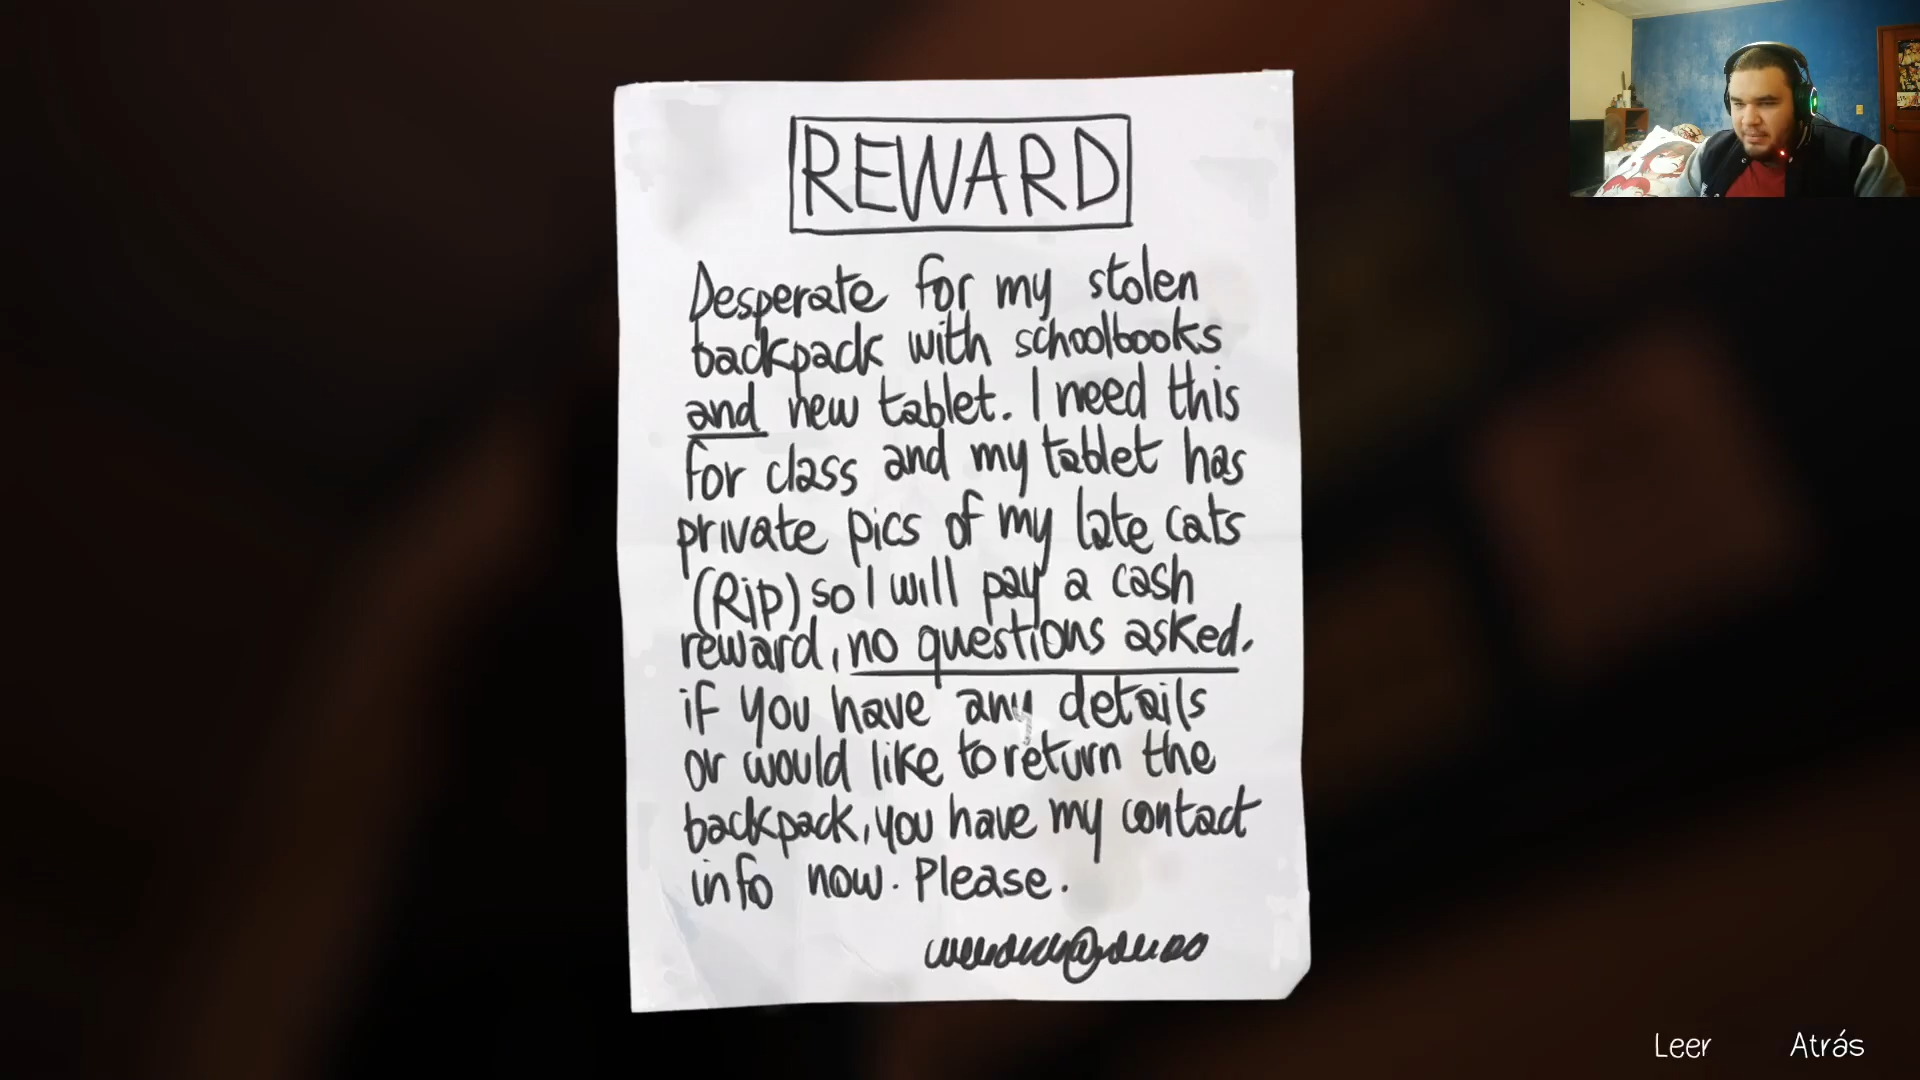 REWARD
Desperate for my stolen
backpack with schoolbooks
and new tablet. I need this
for class and my tablet has
private pics of my late cats
(RiP) so I will pay a cash
reward, no questions asked.
if you have any details
or would like to return the
backpack, you have my contact
info now. Please.
Leer
Atrás